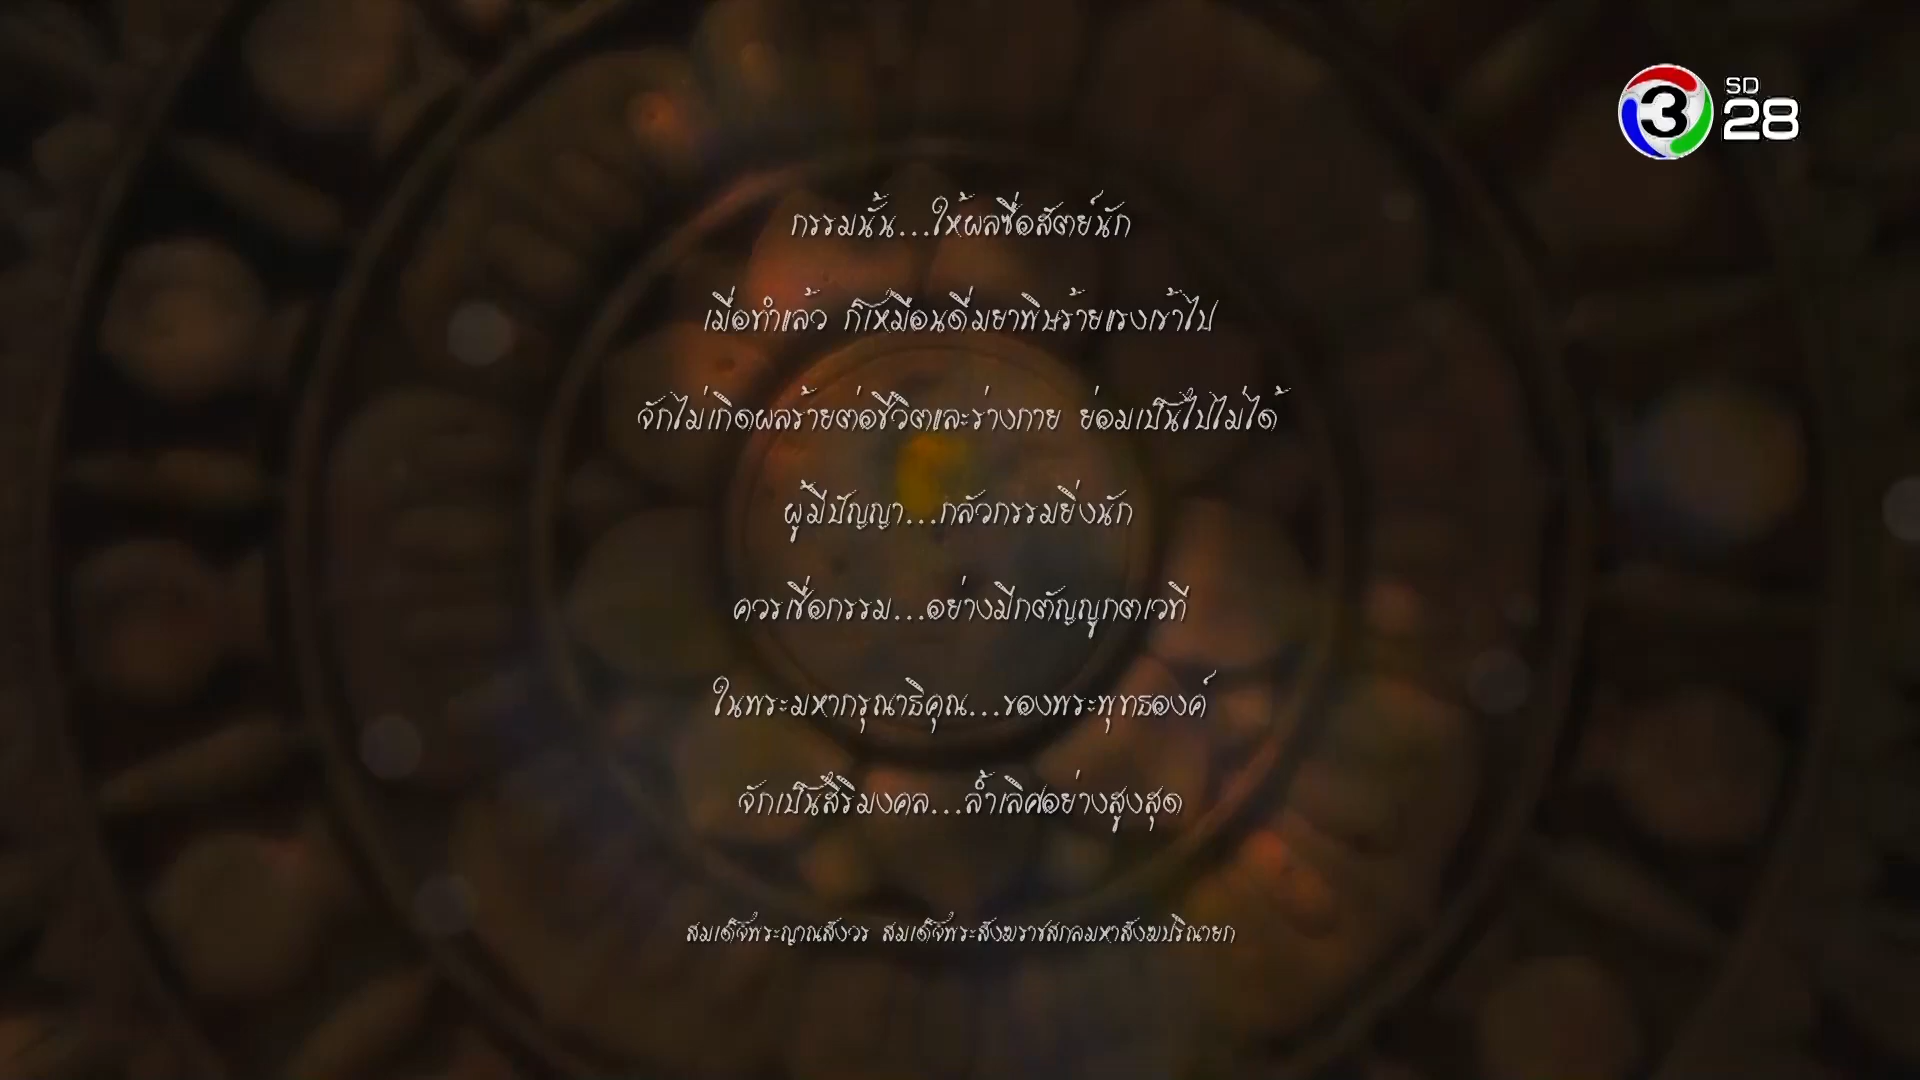 3 SD 28
กรรมนั้น...ให้ผลซื่อสัตย์นัก
เมื่อทำแล้ว ก็เหมือนดื่มยาพิษร้ายแรงเข้าไป
จักไม่เกิดผลร้ายต่อชีวิตและร่างกาย ย่อมเป็นไปไม่ได้
ผู้มีปัญญา...กลัวกรรมยิ่งนัก
ควรเชื่อกรรม...อย่างมีกตัญญูกตเวที
ในพระมหากรุณาธิคุณ...ของพระพุทธองค์
จักเป็นสิริมงคล...ล้ำเลิศอย่างสูงสุด
สมเด็จพระญาณสังวร สมเด็จพระสังฆราชสกลมหาสังฆปริณายก